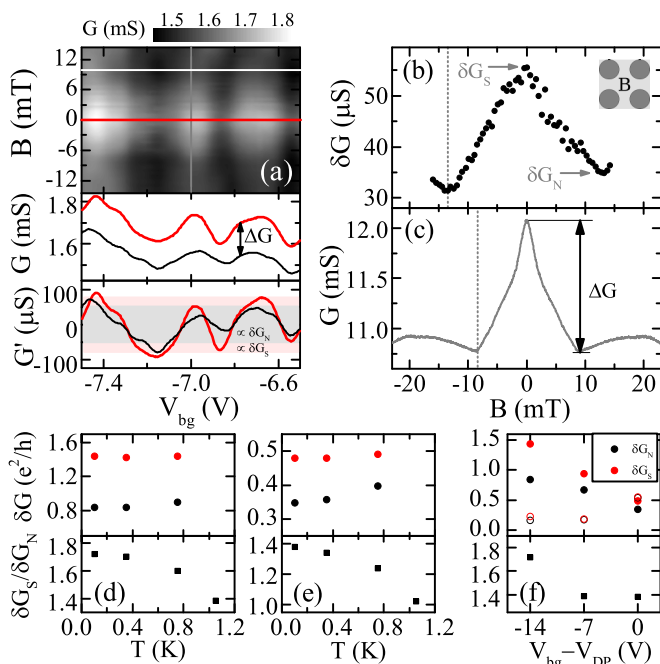 G (mS) 1.5 1.6 1.7 1.8
12
6
0
-6
-12
B (mT)
(a)
1.8
1.6
G (mS)
ΔG
100
0
-100
G' (μS)
∝ δG_N
∝ δG_S
-7.5 -7.0 -6.5
V_bg (V)
(b)
δG_S
B
50
40
30
δG (μS)
δG_N
(c)
12.0
11.5
11.0
G (mS)
ΔG
-20 -10 0 10 20
B (mT)
1.6
1.2
0.8
δG (e²/h)
1.8
1.6
1.4
δG_S/δG_N
(d)
0.0 0.4 0.8 1.2
T (K)
0.5
0.4
0.3
1.4
1.2
1.0
(e)
0.0 0.4 0.8 1.2
T (K)
1.5
1.0
0.5
0.0
δG_N
δG_S
1.8
1.6
1.4
(f)
-14 -7 0
V_bg−V_DP (V)